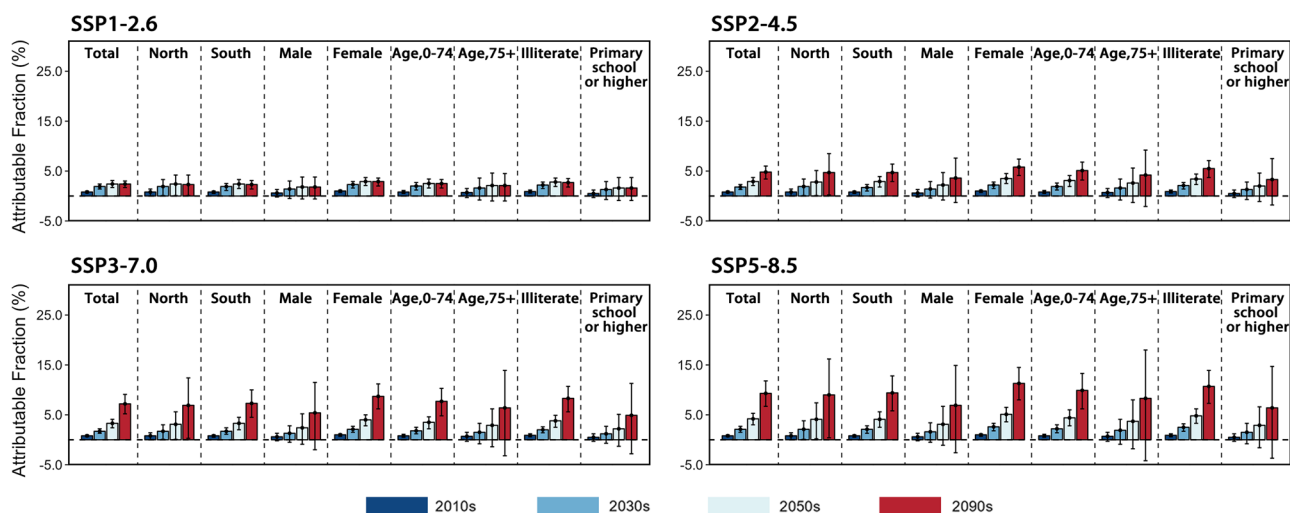 SSP1-2.6
Total North South Male Female Age,0-74 Age,75+ Illiterate Primary
school
or higher
Attributable Fraction (%)
25.0
15.0
5.0
-5.0
SSP2-4.5
Total North South Male Female Age,0-74 Age,75+ Illiterate Primary
school
or higher
Attributable Fraction (%)
25.0
15.0
5.0
-5.0
SSP3-7.0
Total North South Male Female Age,0-74 Age,75+ Illiterate Primary
school
or higher
Attributable Fraction (%)
25.0
15.0
5.0
-5.0
SSP5-8.5
Total North South Male Female Age,0-74 Age,75+ Illiterate Primary
school
or higher
Attributable Fraction (%)
25.0
15.0
5.0
-5.0
2010s 2030s 2050s 2090s